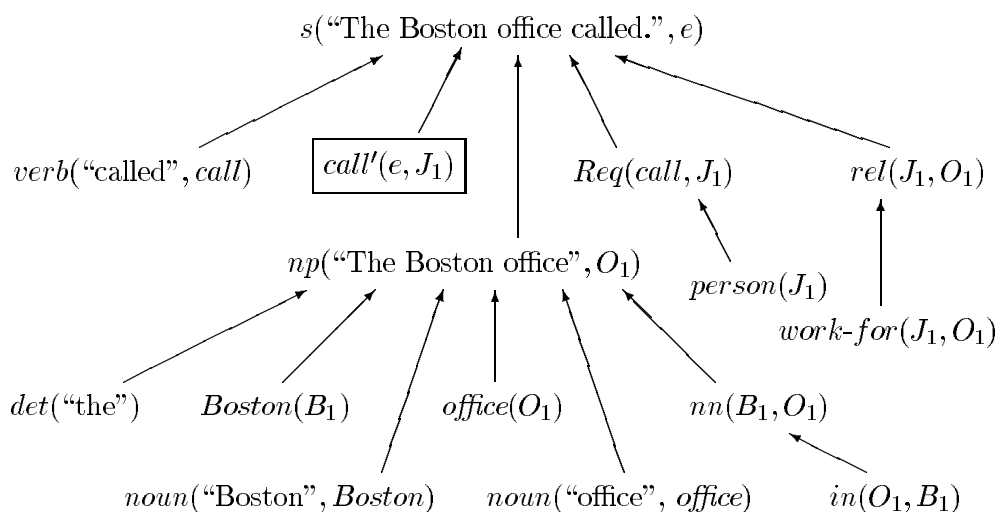 s(“The Boston office called.”, e)
verb(“called”, call) call′(e, J₁) Req(call, J₁) rel(J₁, O₁)
np(“The Boston office”, O₁)
person(J₁)
work-for(J₁, O₁)
det(“the”) Boston(B₁) office(O₁) nn(B₁, O₁)
noun(“Boston”, Boston) noun(“office”, office) in(O₁, B₁)